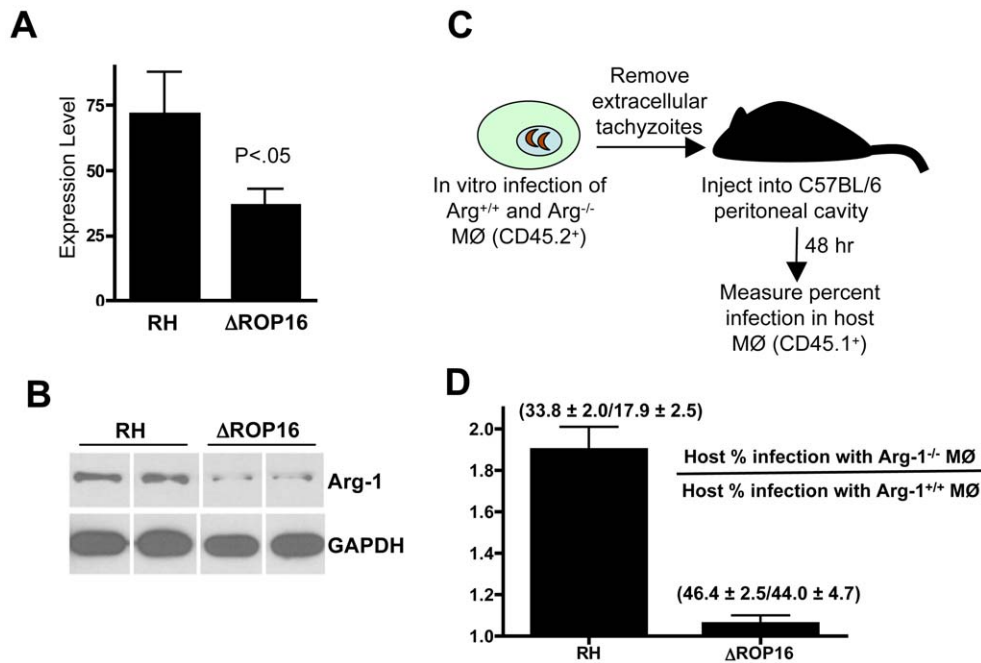 A
Expression Level
75
50
25
0
P<.05
RH
ΔROP16
B
RH
ΔROP16
Arg-1
GAPDH
C
Remove
extracellular
tachyzoites
In vitro infection of
Arg+/+ and Arg-/-
MØ (CD45.2+)
Inject into C57BL/6
peritoneal cavity
48 hr
Measure percent
infection in host
MØ (CD45.1+)
D
(33.8 ± 2.0/17.9 ± 2.5)
2.0
1.8
1.6
1.4
1.2
1.0
Host % infection with Arg-1-/- MØ
Host % infection with Arg-1+/+ MØ
(46.4 ± 2.5/44.0 ± 4.7)
RH
ΔROP16